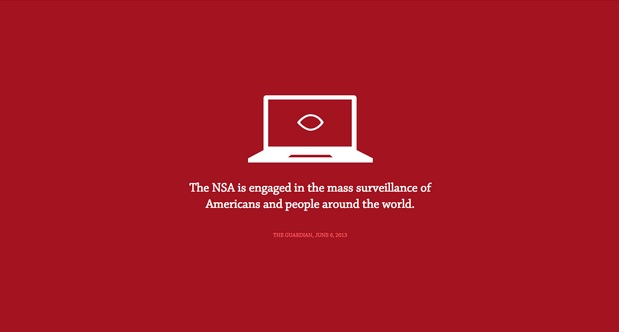 The NSA is engaged in the mass surveillance of
Americans and people around the world.
THE GUARDIAN, JUNE 6, 2013